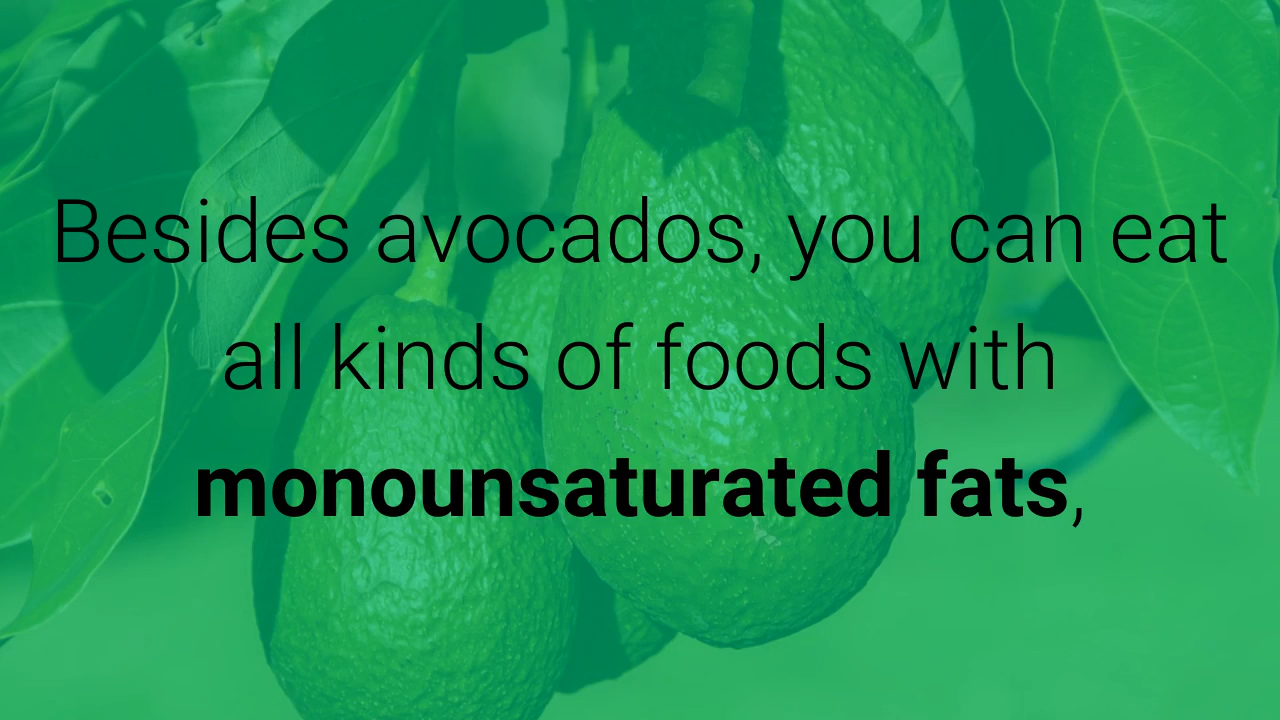 Besides avocados, you can eat
all kinds of foods with
monounsaturated fats,